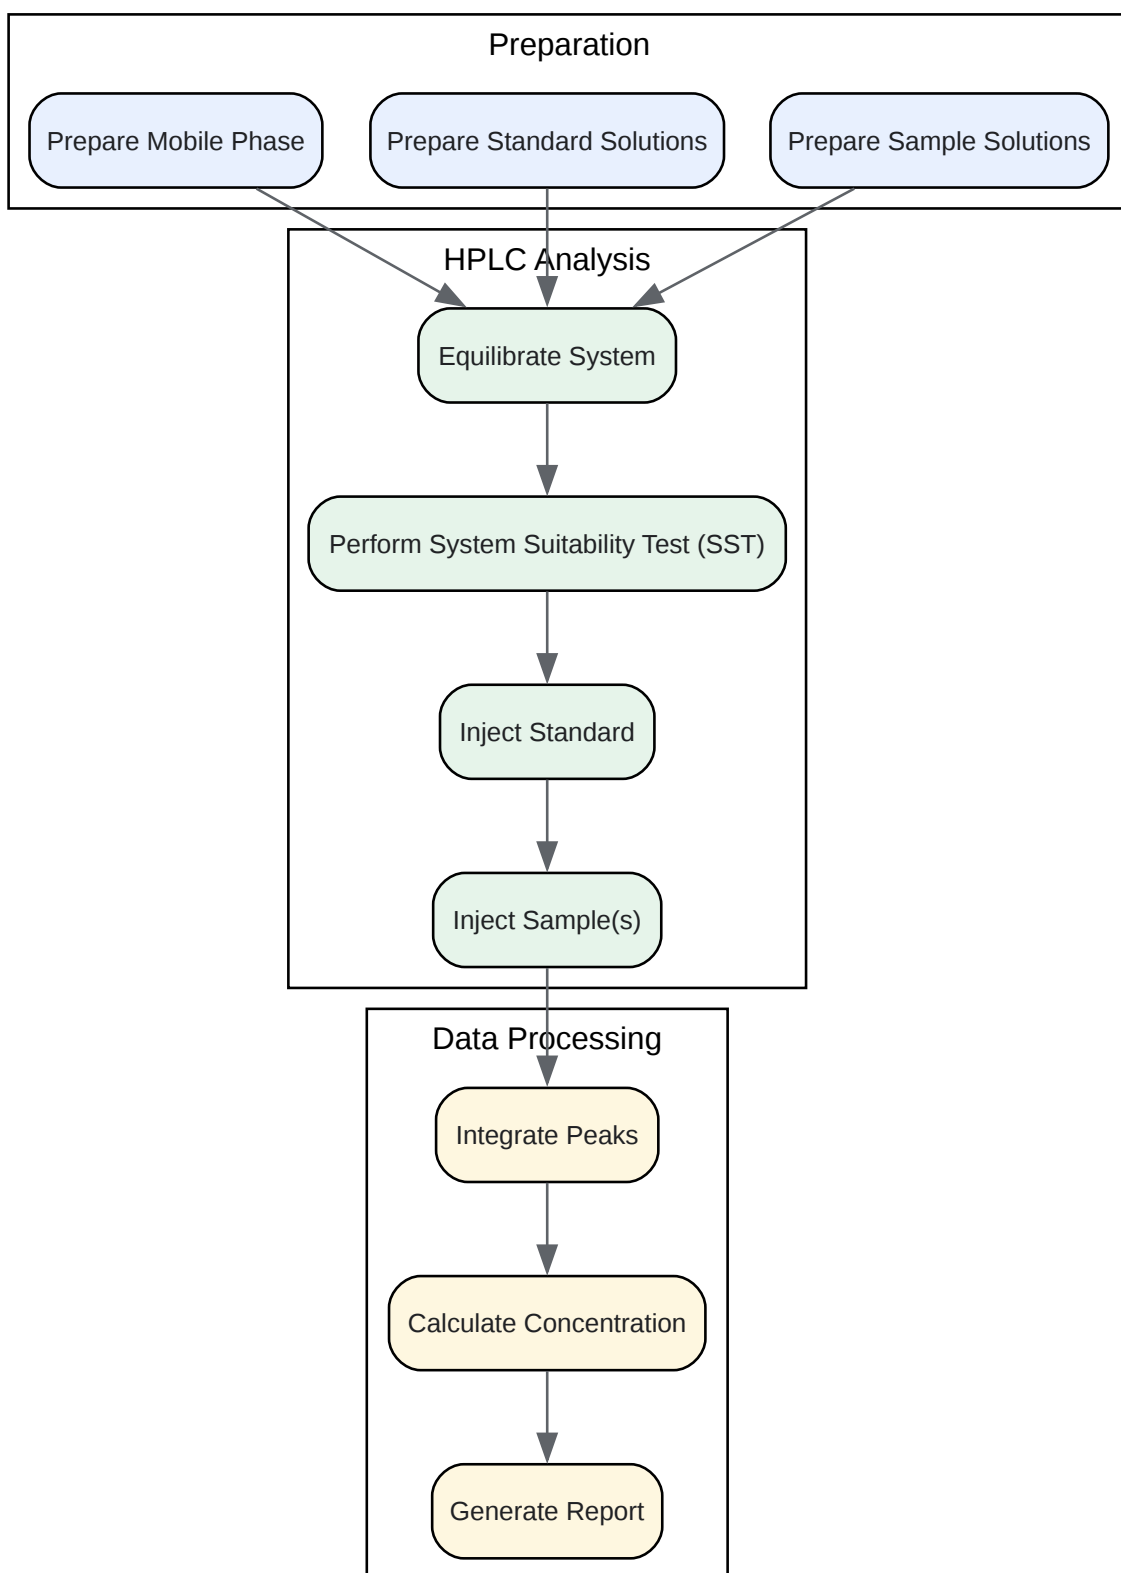 Preparation
Prepare Mobile Phase
Prepare Standard Solutions
Prepare Sample Solutions
HPLC Analysis
Equilibrate System
Perform System Suitability Test (SST)
Inject Standard
Inject Sample(s)
Data Processing
Integrate Peaks
Calculate Concentration
Generate Report